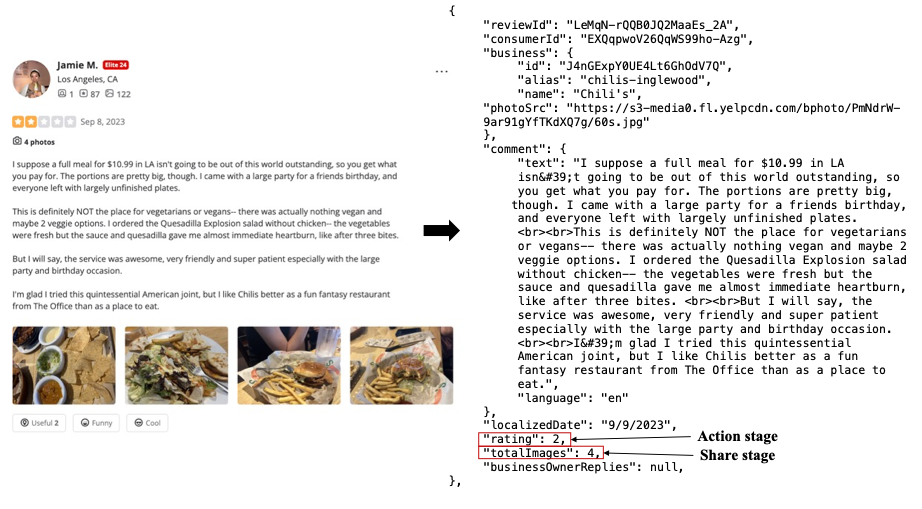 Jamie M. Elite 24
Los Angeles, CA
1 87 122
Sep 8, 2023
4 photos
I suppose a full meal for $10.99 in LA isn't going to be out of this world outstanding, so you get what
you pay for. The portions are pretty big, though. I came with a large party for a friends birthday, and
everyone left with largely unfinished plates.
This is definitely NOT the place for vegetarians or vegans-- there was actually nothing vegan and
maybe 2 veggie options. I ordered the Quesadilla Explosion salad without chicken-- the vegetables
were fresh but the sauce and quesadilla gave me almost immediate heartburn, like after three bites.
But I will say, the service was awesome, very friendly and super patient especially with the large
party and birthday occasion.
I'm glad I tried this quintessential American joint, but I like Chilis better as a fun fantasy restaurant
from The Office than as a place to eat.
Useful 2
Funny
Cool
{
"reviewId": "LeMqN-rQQB0JQ2MaaEs_2A",
"consumerId": "EXQqpwoV26QqWS99ho-Azg",
"business": {
"id": "J4nGExpY0UE4Lt6GhOdV7Q",
"alias": "chilis-inglewood",
"name": "Chili's",
"photoSrc": "https://s3-media0.fl.yelpcdn.com/bphoto/PmNdrW-
9ar91gYfTKdXQ7g/60s.jpg"
},
"comment": {
"text": "I suppose a full meal for $10.99 in LA
isn&#39;t going to be out of this world outstanding, so
you get what you pay for. The portions are pretty big,
though. I came with a large party for a friends birthday,
and everyone left with largely unfinished plates.
<br><br>This is definitely NOT the place for vegetarians
or vegans-- there was actually nothing vegan and maybe 2
veggie options. I ordered the Quesadilla Explosion salad
without chicken-- the vegetables were fresh but the
sauce and quesadilla gave me almost immediate heartburn,
like after three bites. <br><br>But I will say, the
service was awesome, very friendly and super patient
especially with the large party and birthday occasion.
<br><br>I&#39;m glad I tried this quintessential
American joint, but I like Chilis better as a fun
fantasy restaurant from The Office than as a place to
eat.",
"language": "en"
},
"localizedDate": "9/9/2023",
"rating": 2,
Action stage
"totalImages": 4,
Share stage
"businessOwnerReplies": null,
},